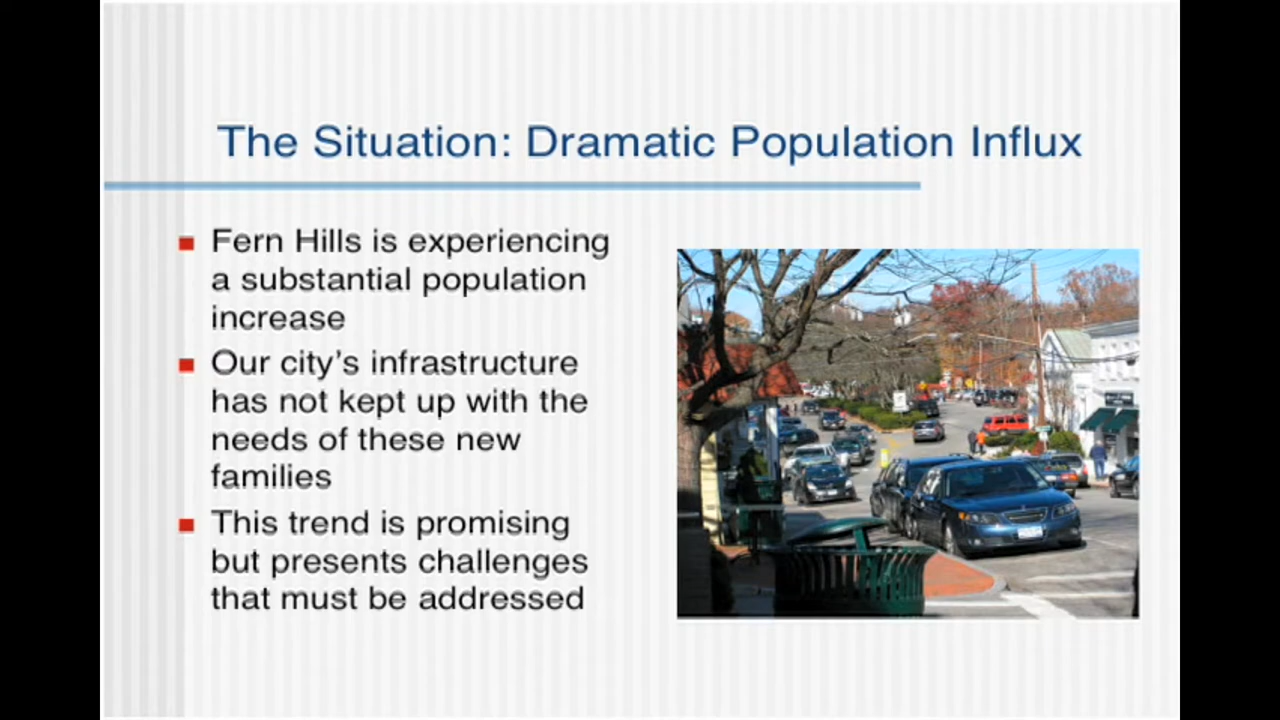 The Situation: Dramatic Population Influx
Fern Hills is experiencing
a substantial population
increase
Our city's infrastructure
has not kept up with the
needs of these new
families
This trend is promising
but presents challenges
that must be addressed